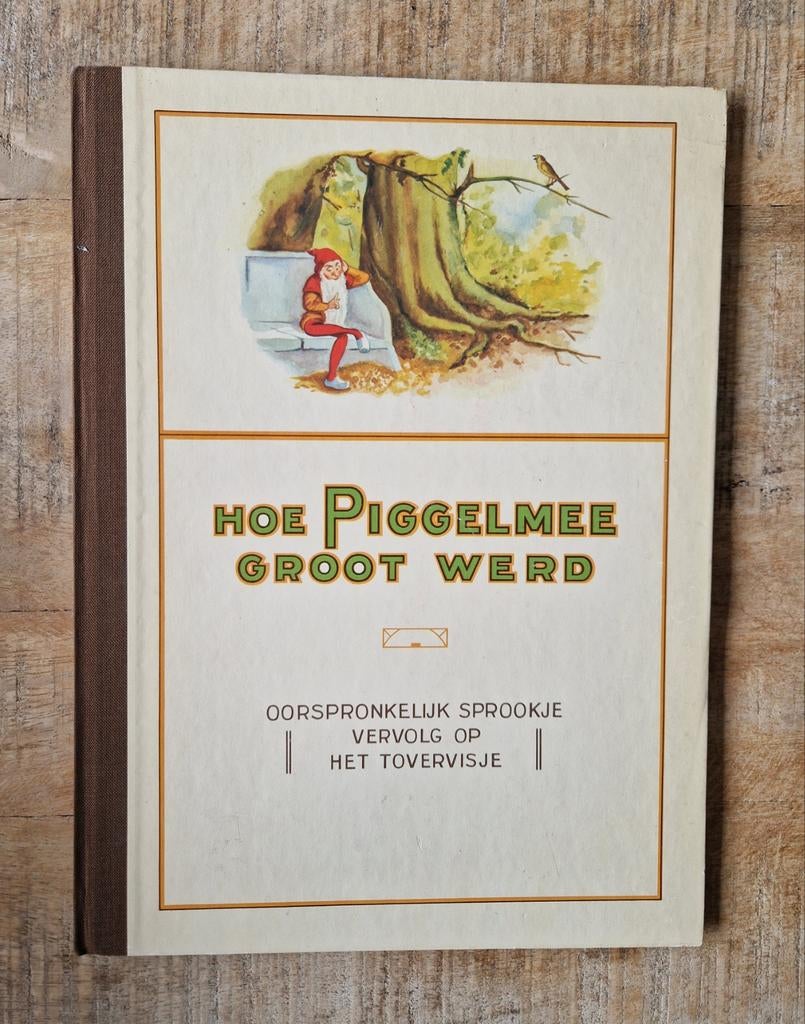 HOE PIGGELMEE
GROOT WERD
OORSPRONKELIJK SPROOKJE
VERVOLG OP
HET TOVERVISJE